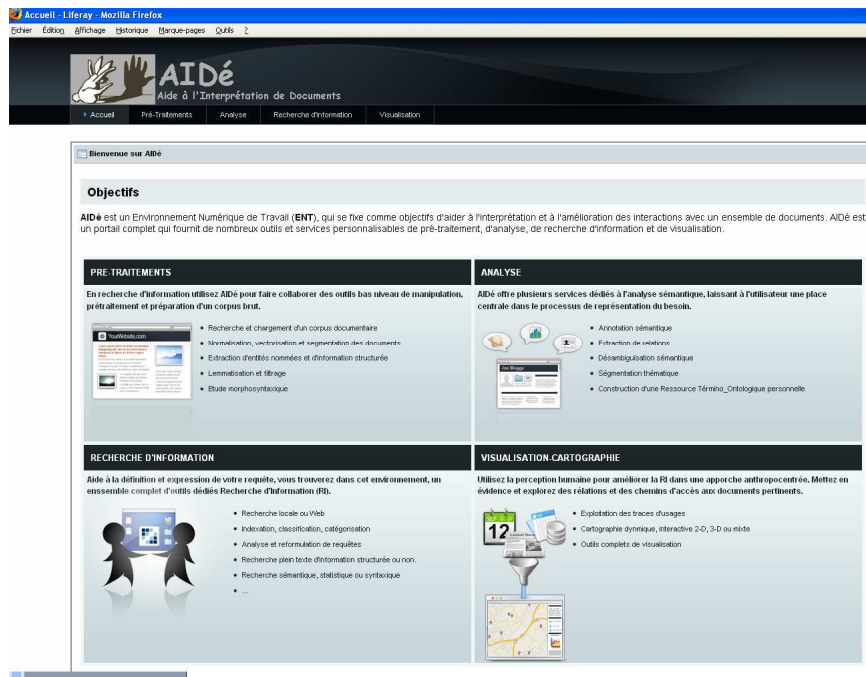 Accueil - Liferay - Mozilla Firefox
Fichier Édition Affichage Historique Marque-pages Outils ?
AIDé
Aide à l'Interprétation de Documents
Accueil Pré-Traitements Analyse Recherche d'information Visualisation
Bienvenue sur AIDé
Objectifs
AIDé est un Environnement Numérique de Travail (ENT), qui se fixe comme objectifs d'aider à l'interprétation et à l'amélioration des interactions avec un ensemble de documents. AIDé est
un portail complet qui fournit de nombreux outils et services personnalisables de pré-traitement, d'analyse, de recherche d'information et de visualisation.
PRE-TRAITEMENTS
En recherche d'information utilisez AIDé pour faire collaborer des outils bas niveau de manipulation,
prétraitement et préparation d'un corpus brut.
YourWebsite.com
• Recherche et chargement d'un corpus documentaire
• Normalisation, vectorisation et segmentation des documents
• Extraction d'entités nommées et d'information structurée
• Lemmatisation et filtrage
• Etude morphosyntaxique
ANALYSE
AIDé offre plusieurs services dédiés à l'analyse sémantique, laissant à l'utilisateur une place
centrale dans le processus de représentation du besoin.
Joe Bloggs
• Annotation sémantique
• Extraction de relations
• Désambiguisation sémantique
• Ségmentation thématique
• Construction d'une Ressource Término_Ontologique personnelle
RECHERCHE D'INFORMATION
Aide à la définition et expression de votre requête, vous trouverez dans cet environnement, un
enssemble complet d'outils dédiés Recherche d'Information (RI).
• Recherche locale ou Web
• Indexation, classification, catégorisation
• Analyse et reformulation de requêtes
• Recherche plein texte d'information structurée ou non.
• Recherche sémantique, statistique ou syntaxique
• ...
VISUALISATION-CARTOGRAPHIE
Utilisez la perception humaine pour améliorer la RI dans une apporche anthropocentrée. Mettez en
évidence et explorez des relations et des chemins d'accès aux documents pertinents.
12
Latest News
• Exploitation des traces d'usages
• Cartographie dynmique, interactive 2-D, 3-D ou mixte
• Outils complets de visualisation